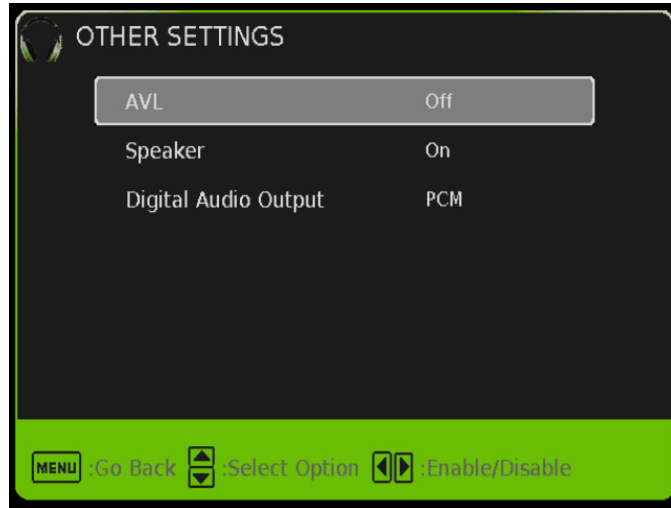 OTHER SETTINGS
AVL Off
Speaker On
Digital Audio Output PCM
MENU :Go Back :Select Option :Enable/Disable